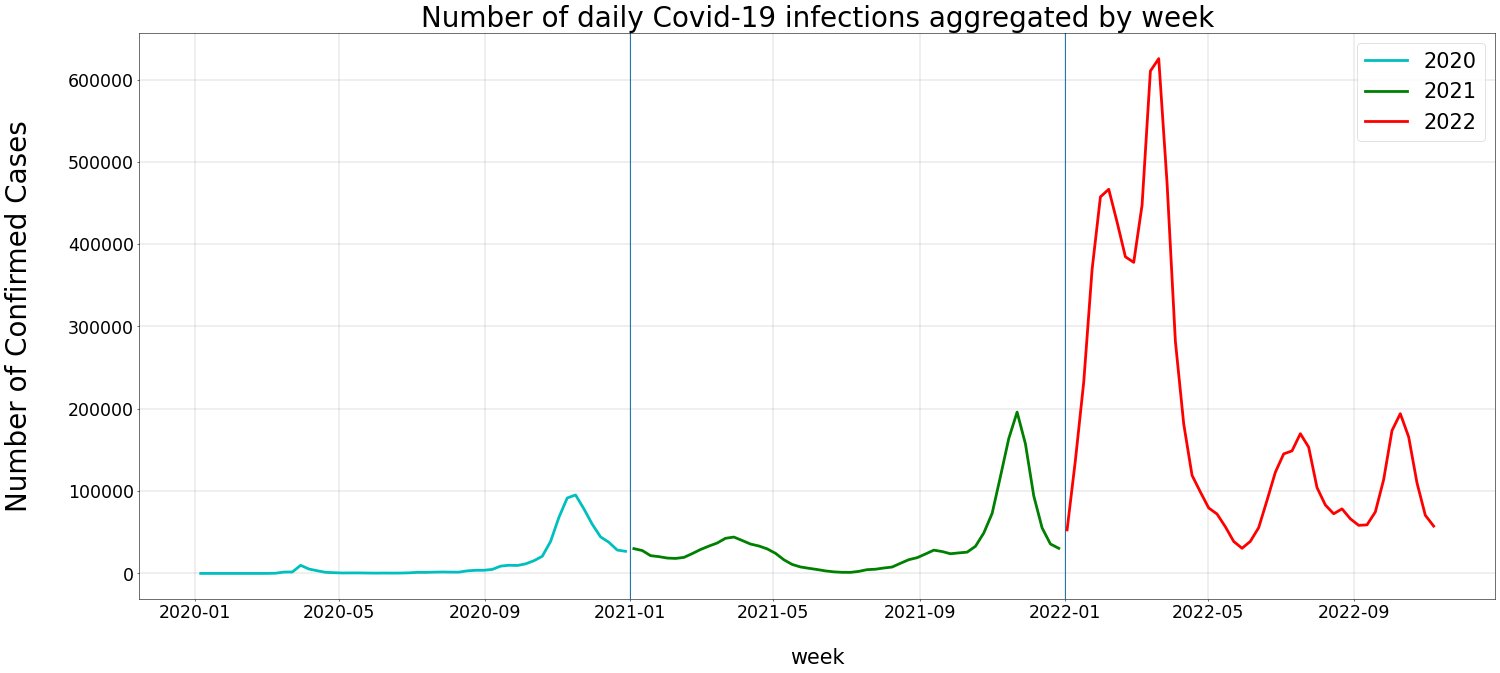 Number of daily Covid-19 infections aggregated by week
Number of Confirmed Cases
600000
500000
400000
300000
200000
100000
0
2020
2021
2022
2020-01 2020-05 2020-09 2021-01 2021-05 2021-09 2022-01 2022-05 2022-09
week